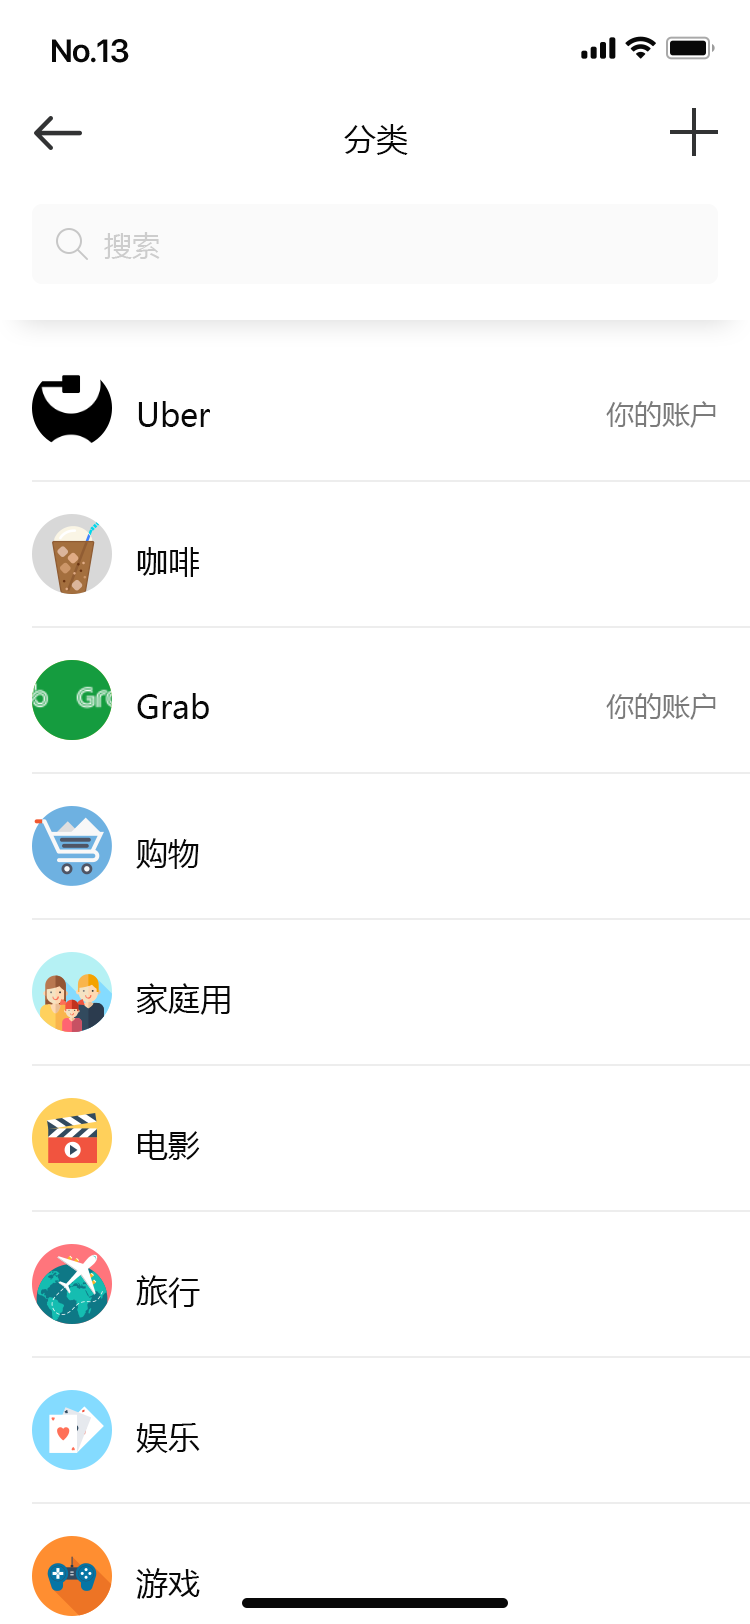 No.13
分类
搜索
Uber 你的账户
咖啡
Grab 你的账户
购物
家庭用
电影
旅行
娱乐
游戏